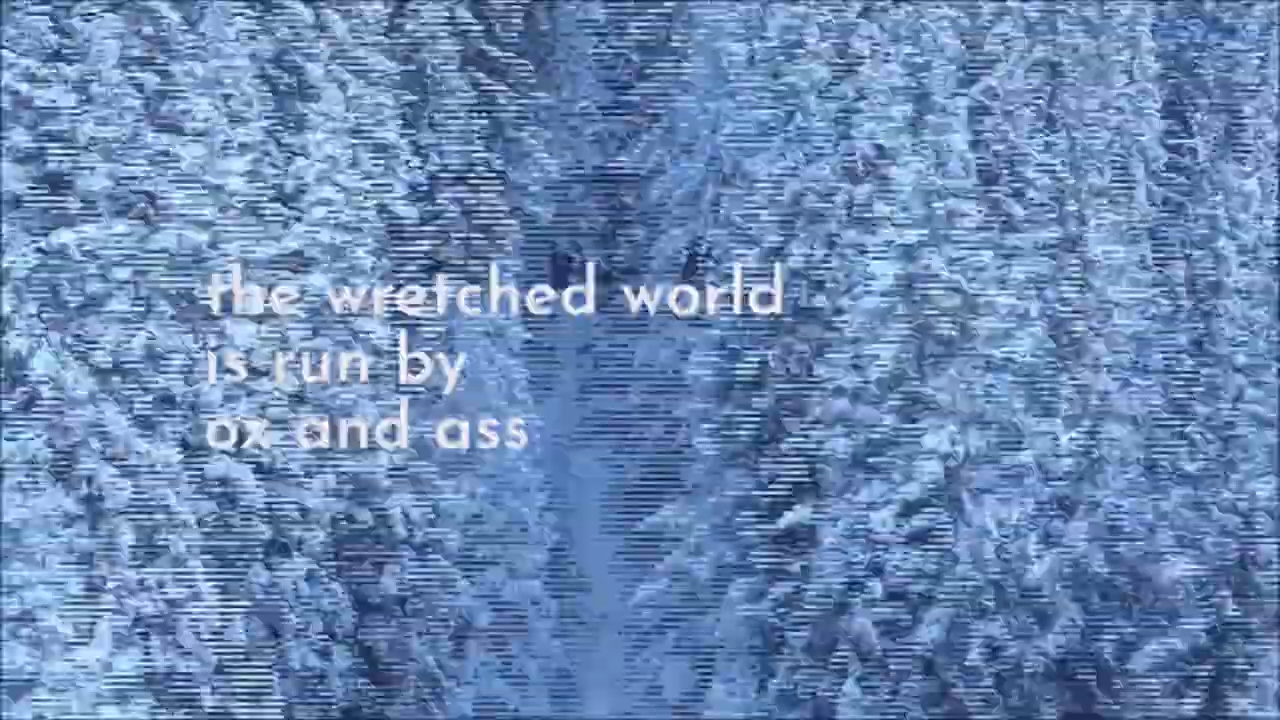 the wretched world
is run by
ox and ass